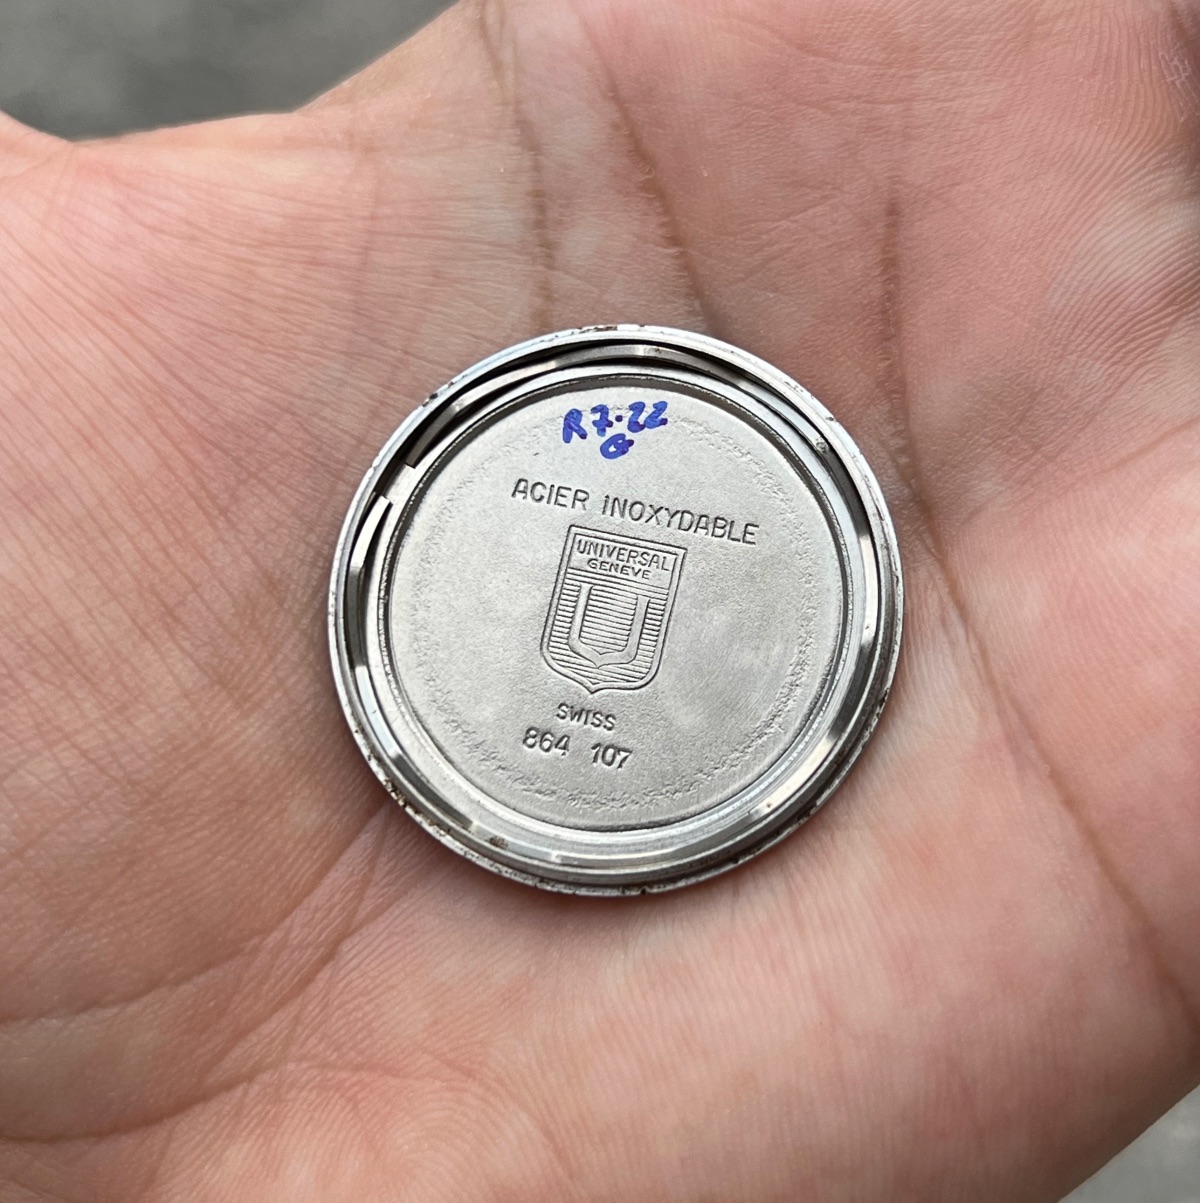 R7.22
G
ACIER INOXYDABLE
UNIVERSAL
GENEVE
U
SWISS
864 107